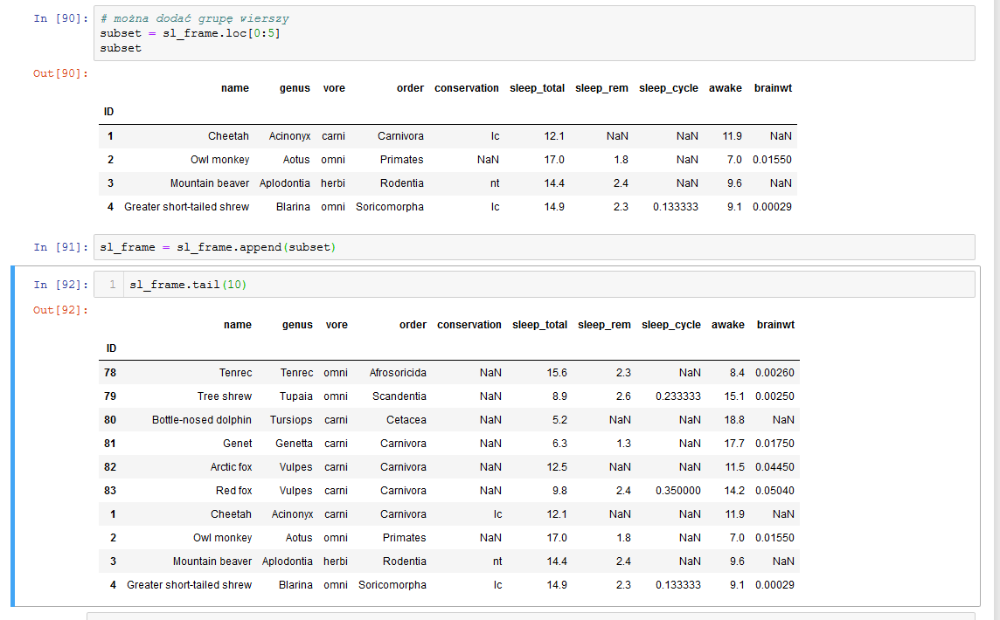 In [90]: # można dodać grupę wierszy
subset = sl_frame.loc[0:5]
subset
Out[90]:
name genus vore order conservation sleep_total sleep_rem sleep_cycle awake brainwt
ID
1 Cheetah Acinonyx carni Carnivora lc 12.1 NaN NaN 11.9 NaN
2 Owl monkey Aotus omni Primates NaN 17.0 1.8 NaN 7.0 0.01550
3 Mountain beaver Aplodontia herbi Rodentia nt 14.4 2.4 NaN 9.6 NaN
4 Greater short-tailed shrew Blarina omni Soricomorpha lc 14.9 2.3 0.133333 9.1 0.00029
In [91]: sl_frame = sl_frame.append(subset)
In [92]: 1 sl_frame.tail(10)
Out[92]:
name genus vore order conservation sleep_total sleep_rem sleep_cycle awake brainwt
ID
78 Tenrec Tenrec omni Afrosoricida NaN 15.6 2.3 NaN 8.4 0.00260
79 Tree shrew Tupaia omni Scandentia NaN 8.9 2.6 0.233333 15.1 0.00250
80 Bottle-nosed dolphin Tursiops carni Cetacea NaN 5.2 NaN NaN 18.8 NaN
81 Genet Genetta carni Carnivora NaN 6.3 1.3 NaN 17.7 0.01750
82 Arctic fox Vulpes carni Carnivora NaN 12.5 NaN NaN 11.5 0.04450
83 Red fox Vulpes carni Carnivora NaN 9.8 2.4 0.350000 14.2 0.05040
1 Cheetah Acinonyx carni Carnivora lc 12.1 NaN NaN 11.9 NaN
2 Owl monkey Aotus omni Primates NaN 17.0 1.8 NaN 7.0 0.01550
3 Mountain beaver Aplodontia herbi Rodentia nt 14.4 2.4 NaN 9.6 NaN
4 Greater short-tailed shrew Blarina omni Soricomorpha lc 14.9 2.3 0.133333 9.1 0.00029